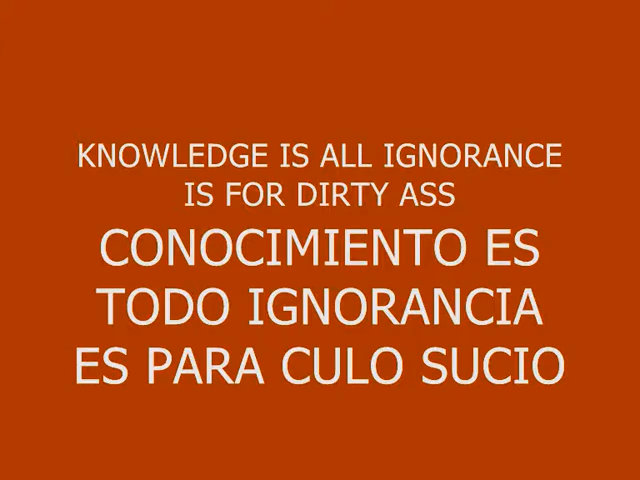 KNOWLEDGE IS ALL IGNORANCE
IS FOR DIRTY ASS
CONOCIMIENTO ES
TODO IGNORANCIA
ES PARA CULO SUCIO